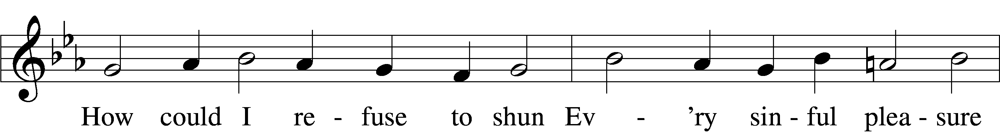 How could I re - fuse to shun Ev - ’ry sin - ful plea - sure